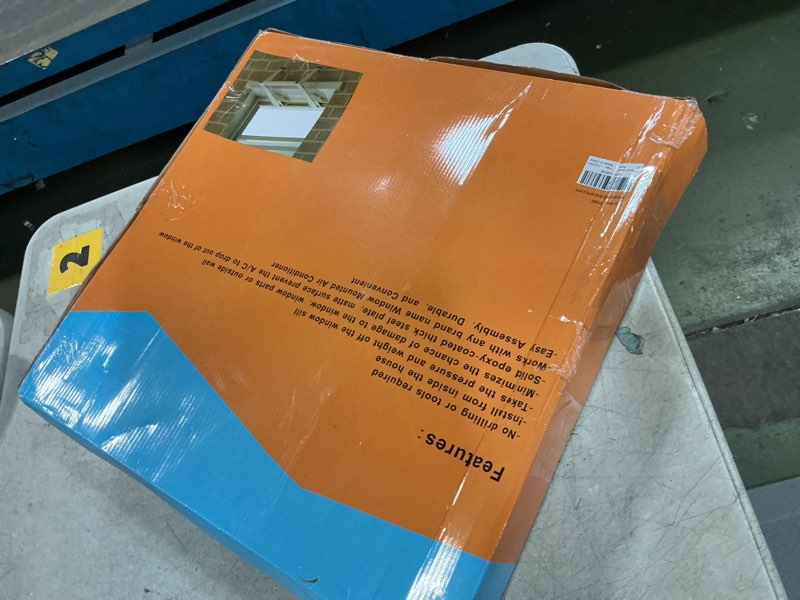 Features:
-No drilling or tools required
-Install from inside the house
-Takes the pressure and weight off the window sill
-Minimizes the chance of damage to the window, window parts or outside wall
-Solid epoxy coated thick steel plate, matte surface prevent the A/C to drop out of the window
-Works with any brand name Window Mounted Air Conditioner
-Easy Assembly, Durable, and Convenient
2